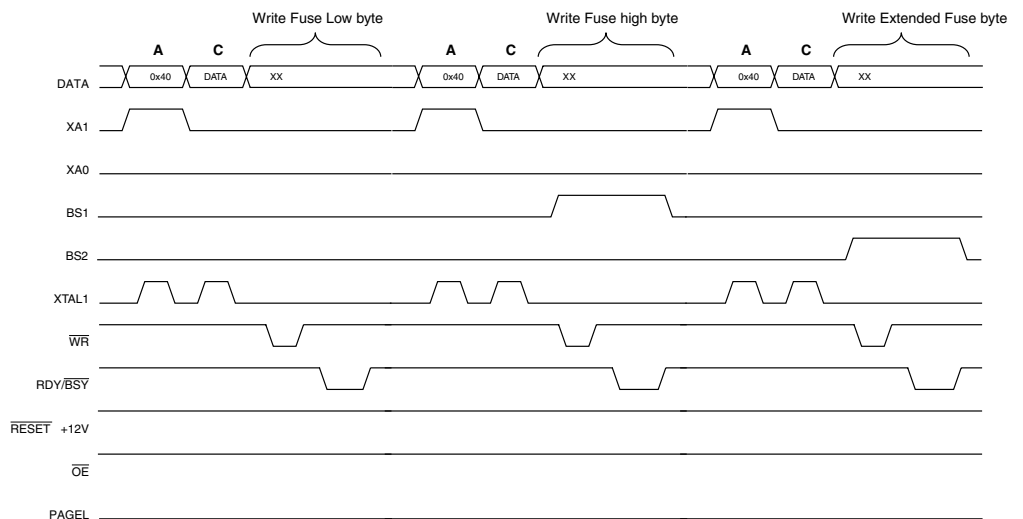 Write Fuse Low byte Write Fuse high byte Write Extended Fuse byte
A C A C A C
DATA 0x40 DATA XX 0x40 DATA XX 0x40 DATA XX
XA1
XA0
BS1
BS2
XTAL1
WR
RDY/BSY
RESET +12V
OE
PAGEL